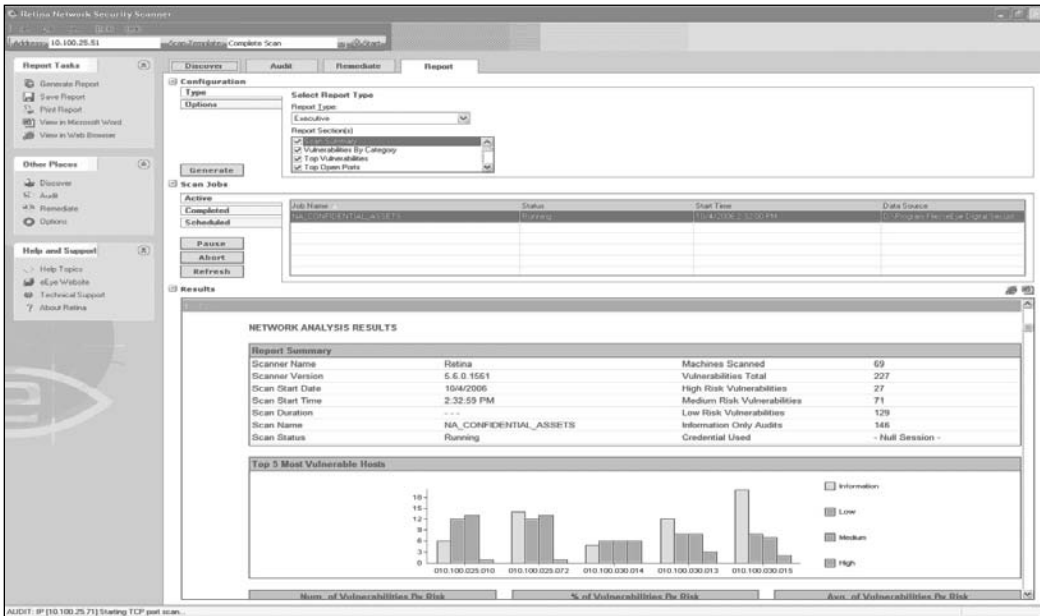 Retina Network Security Scanner
Address 10.100.25.51 Scan Template Complete Scan Start
Report Tasks
Generate Report
Save Report
Print Report
View in Microsoft Word
View in Web Browser
Other Places
Discover
Audit
Remediate
Options
Help and Support
Help Topics
eEye Website
Technical Support
About Retina
Discover Audit Remediate Report
Configuration
Type
Options
Generate
Select Report Type
Report Type:
Executive
Report Section(s)
Vulnerabilities By Category
Top Vulnerabilities
Top Open Ports
Scan Jobs
Active
Completed
Scheduled
Pause
Abort
Refresh
Job Name Status Start Time Data Source
NA_CONFIDENTIAL_ASSETS Running 10/4/2006 2:32:00 PM
Results
NETWORK ANALYSIS RESULTS
Report Summary
Scanner Name Retina Machines Scanned 69
Scanner Version 5.6.0.1561 Vulnerabilities Total 227
Scan Start Date 10/4/2006 High Risk Vulnerabilities 27
Scan Start Time 2:32:59 PM Medium Risk Vulnerabilities 71
Scan Duration - - - Low Risk Vulnerabilities 129
Scan Name NA_CONFIDENTIAL_ASSETS Information Only Audits 146
Scan Status Running Credential Used - Null Session -
Top 5 Most Vulnerable Hosts
18
15
12
9
6
3
0
010.100.025.010 010.100.025.072 010.100.030.014 010.100.030.013 010.100.030.015
Information
Low
Medium
High
Num. of Vulnerabilities By Risk % of Vulnerabilities By Risk Avg. of Vulnerabilities By Risk
AUDIT: IP [10.100.25.71] Starting TCP port scan...